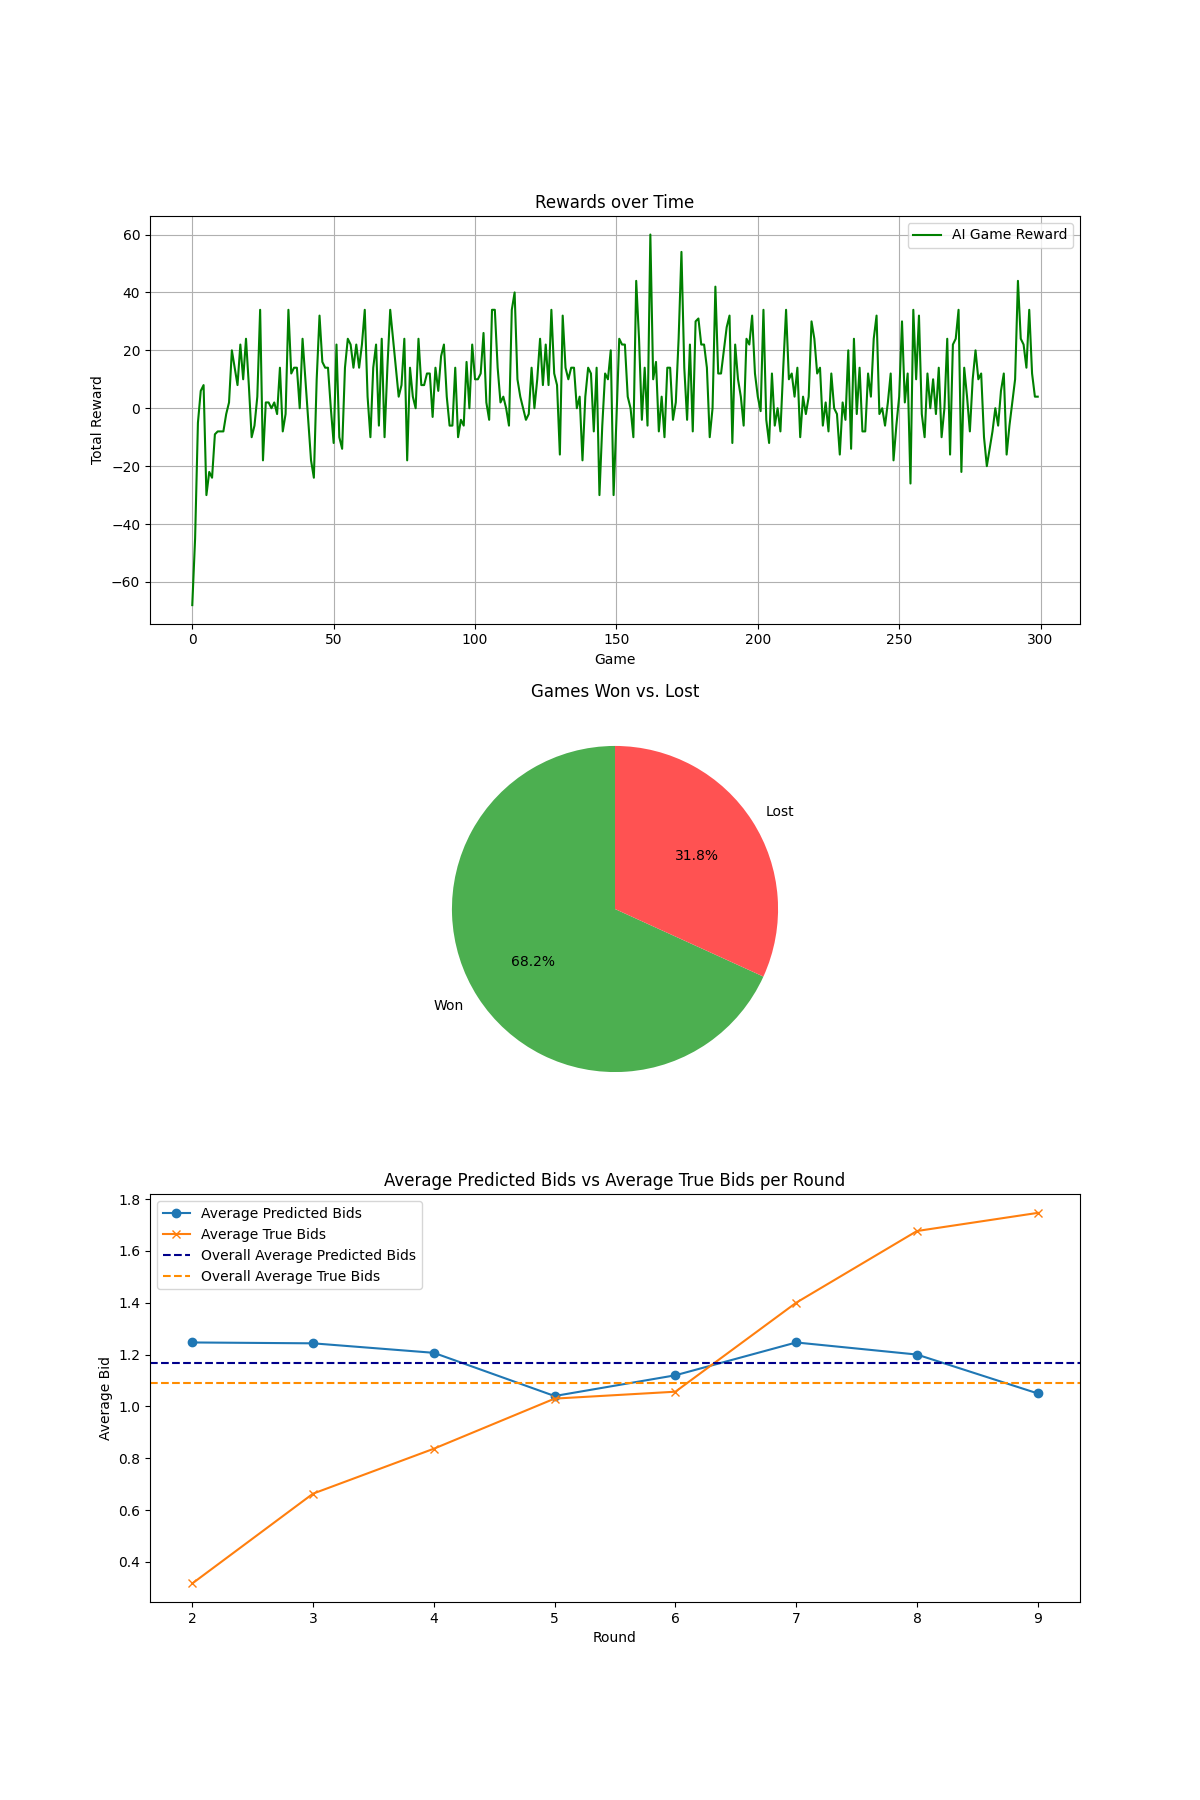 Rewards over Time
AI Game Reward
60
40
20
0
−20
−40
−60
Total Reward
0 50 100 150 200 250 300
Game
Games Won vs. Lost
Lost
31.8%
68.2%
Won
Average Predicted Bids vs Average True Bids per Round
Average Predicted Bids
Average True Bids
Overall Average Predicted Bids
Overall Average True Bids
1.8
1.6
1.4
1.2
1.0
0.8
0.6
0.4
Average Bid
2 3 4 5 6 7 8 9
Round